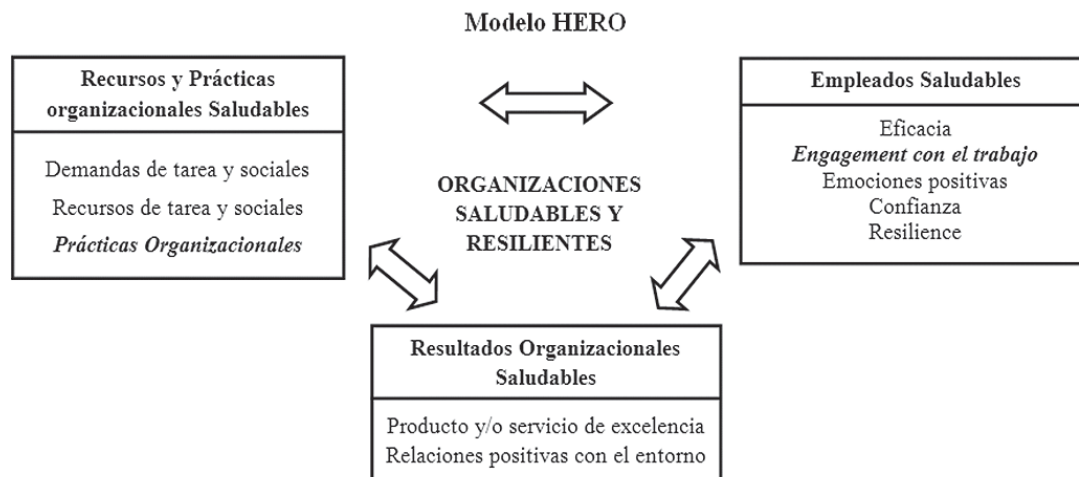 Modelo HERO
Recursos y Prácticas
organizacionales Saludables
Demandas de tarea y sociales
Recursos de tarea y sociales
Prácticas Organizacionales
ORGANIZACIONES
SALUDABLES Y
RESILIENTES
Empleados Saludables
Eficacia
Engagement con el trabajo
Emociones positivas
Confianza
Resilience
Resultados Organizacionales
Saludables
Producto y/o servicio de excelencia
Relaciones positivas con el entorno